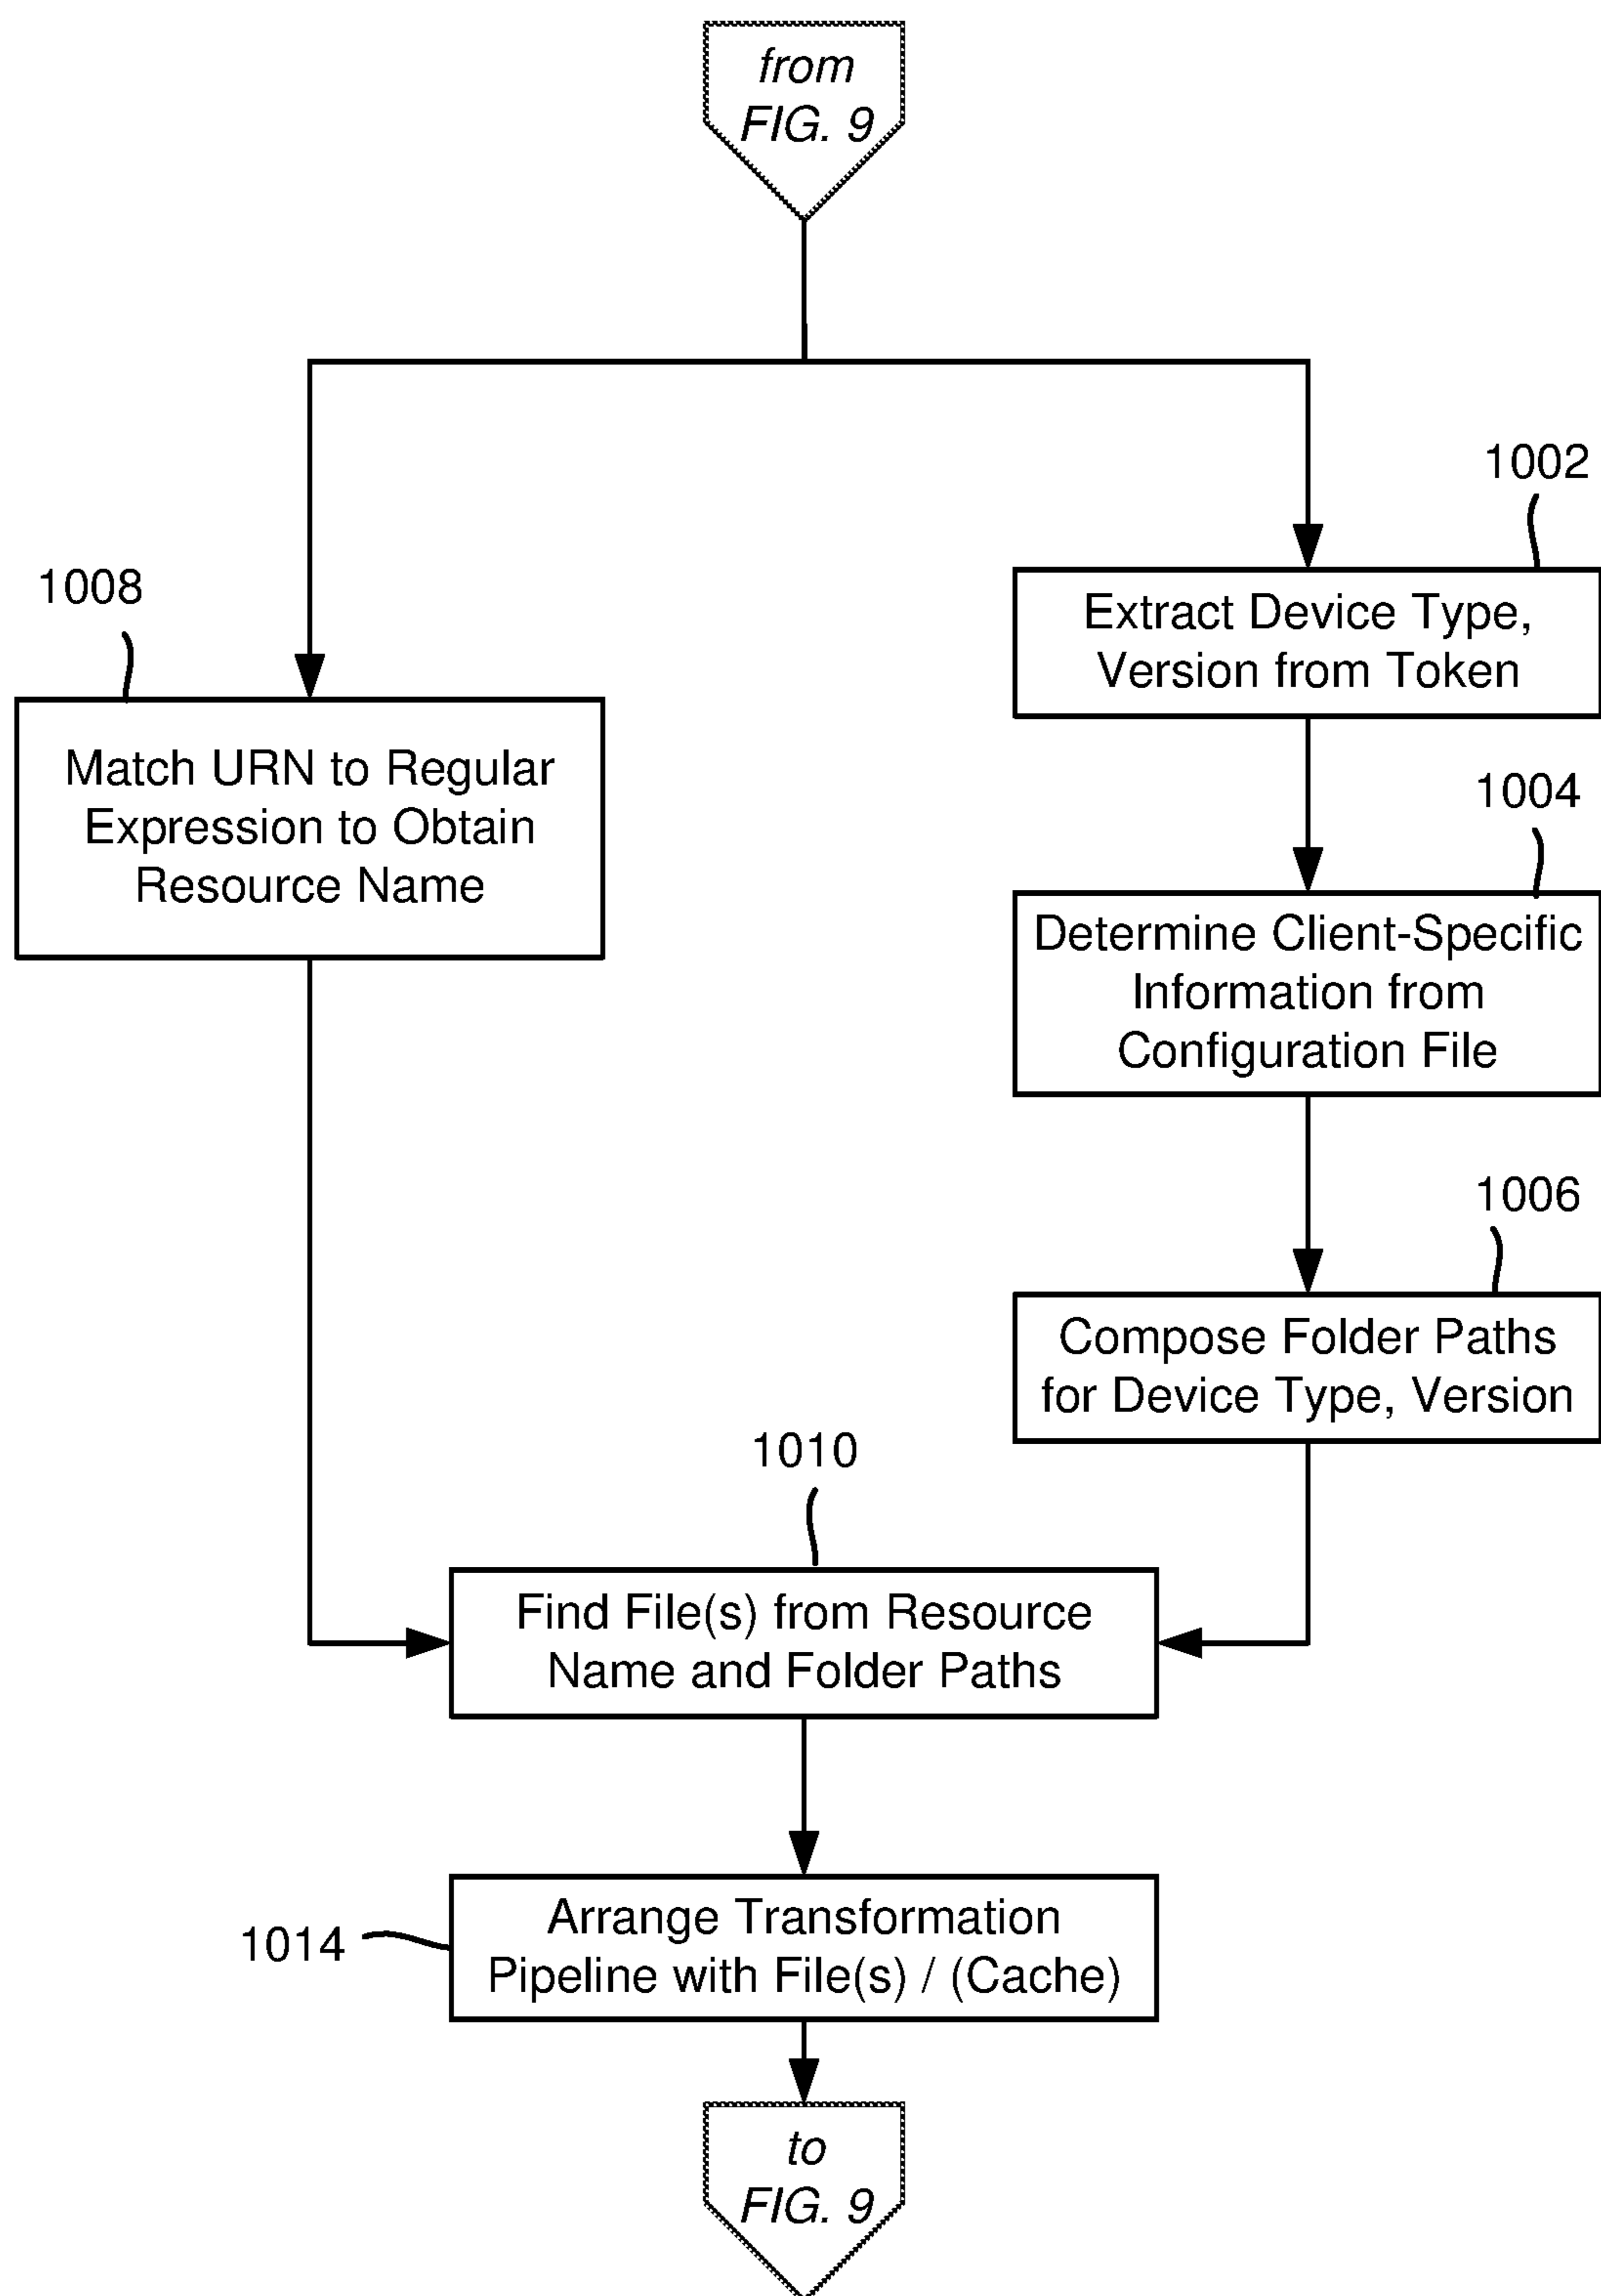 from
FIG. 9
1002
Extract Device Type,
Version from Token
1008
Match URN to Regular
Expression to Obtain
Resource Name
1004
Determine Client-Specific
Information from
Configuration File
1006
Compose Folder Paths
for Device Type, Version
1010
Find File(s) from Resource
Name and Folder Paths
1014
Arrange Transformation
Pipeline with File(s) / (Cache)
to
FIG. 9